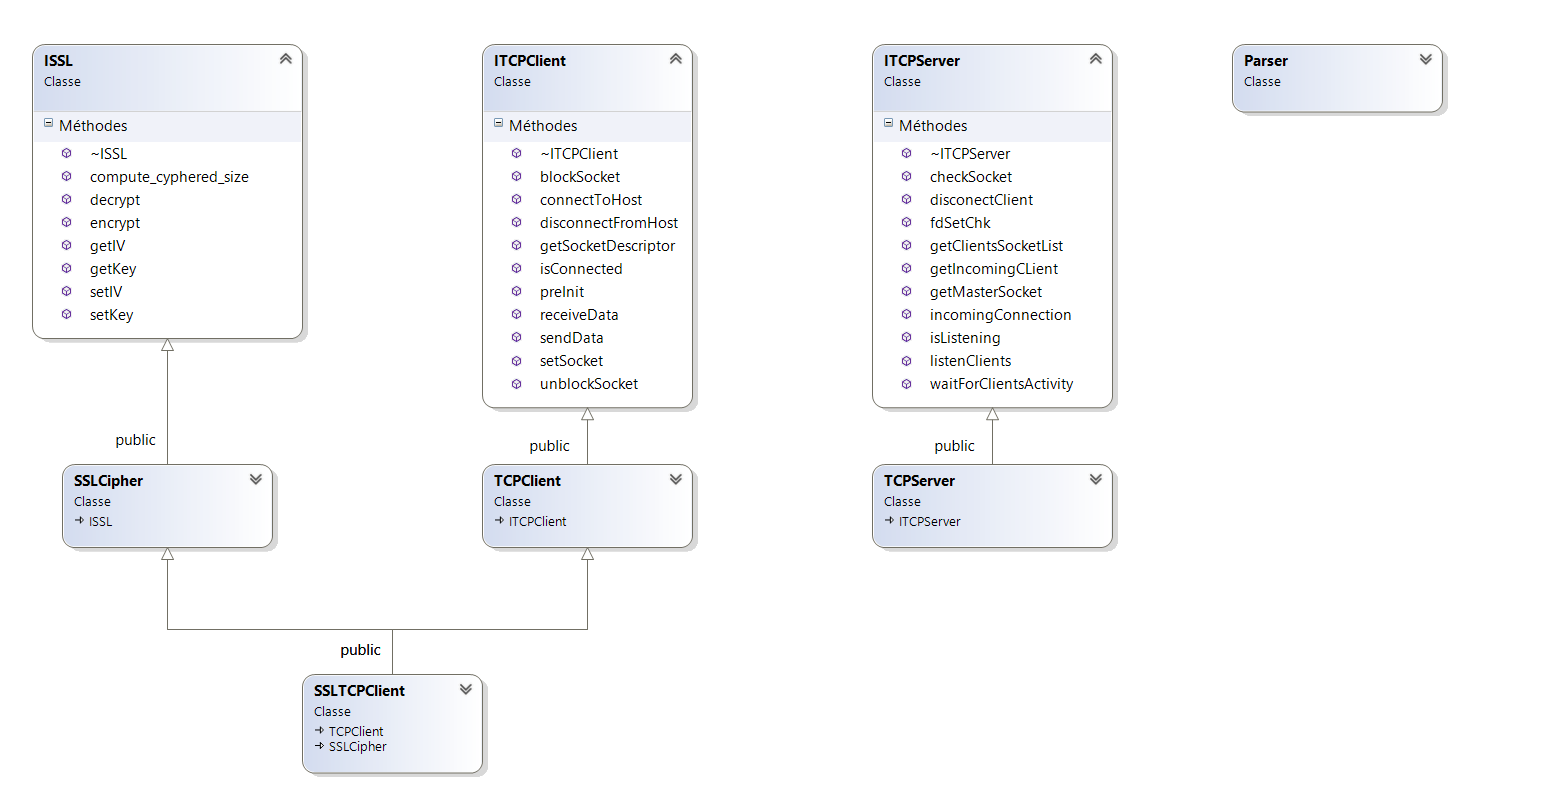 ISSL
Classe
Méthodes
~ISSL
compute_cyphered_size
decrypt
encrypt
getIV
getKey
setIV
setKey
ITCPClient
Classe
Méthodes
~ITCPClient
blockSocket
connectToHost
disconnectFromHost
getSocketDescriptor
isConnected
preInit
receiveData
sendData
setSocket
unblockSocket
ITCPServer
Classe
Méthodes
~ITCPServer
checkSocket
disconectClient
fdSetChk
getClientsSocketList
getIncomingCLient
getMasterSocket
incomingConnection
isListening
listenClients
waitForClientsActivity
Parser
Classe
public
public
public
SSLCipher
Classe
ISSL
TCPClient
Classe
ITCPClient
TCPServer
Classe
ITCPServer
public
SSLTCPClient
Classe
TCPClient
SSLCipher